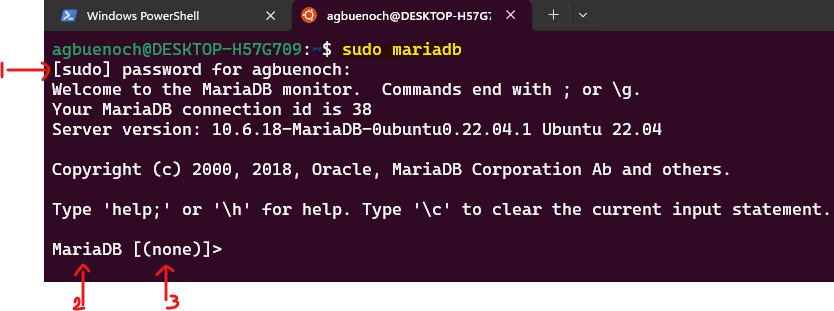 Windows PowerShell
agbuenoch@DESKTOP-H57G7
agbuenoch@DESKTOP-H57G709:~$ sudo mariadb
1
[sudo] password for agbuenoch:
Welcome to the MariaDB monitor.  Commands end with ; or \g.
Your MariaDB connection id is 38
Server version: 10.6.18-MariaDB-0ubuntu0.22.04.1 Ubuntu 22.04
Copyright (c) 2000, 2018, Oracle, MariaDB Corporation Ab and others.
Type 'help;' or '\h' for help. Type '\c' to clear the current input statement.
MariaDB [(none)]>
2 3